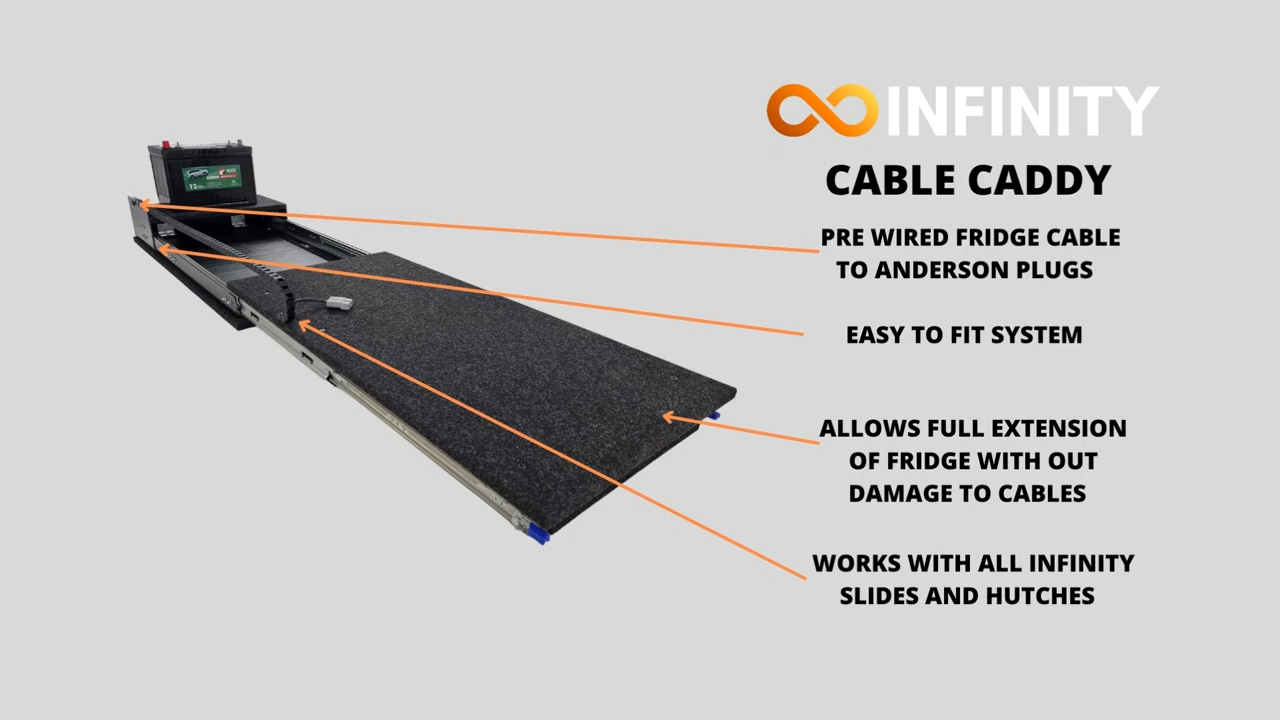 INFINITY
CABLE CADDY
PRE WIRED FRIDGE CABLE
TO ANDERSON PLUGS
EASY TO FIT SYSTEM
ALLOWS FULL EXTENSION
OF FRIDGE WITH OUT
DAMAGE TO CABLES
WORKS WITH ALL INFINITY
SLIDES AND HUTCHES
12